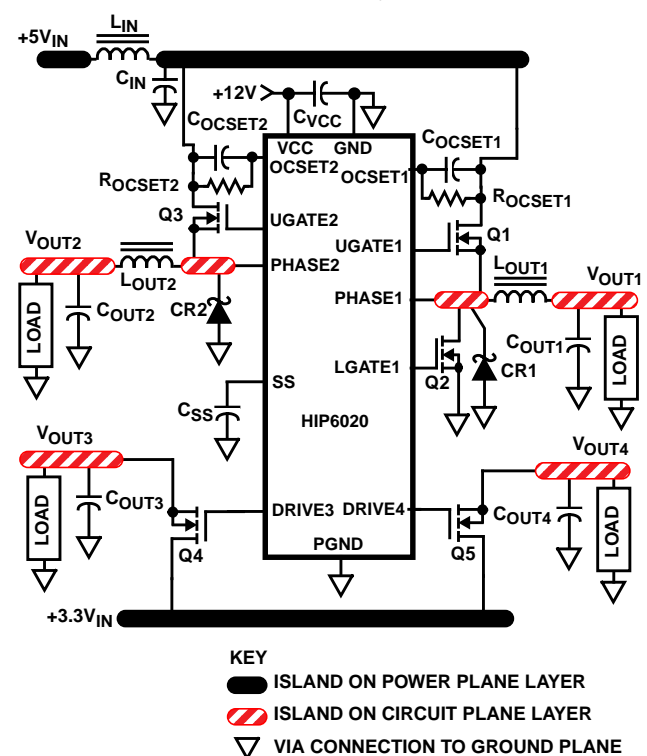 +5VIN
LIN
CIN
+12V
CVCC
COCSET2
VCC
GND
COCSET1
OCSET2
OCSET1
ROCSET2
ROCSET1
Q3
UGATE2
Q1
UGATE1
VOUT2
LOUT2
PHASE2
LOUT1
VOUT1
PHASE1
LOAD
COUT2
CR2
COUT1
LOAD
LGATE1
Q2
CR1
SS
CSS
HIP6020
VOUT3
VOUT4
LOAD
COUT3
DRIVE3
DRIVE4
COUT4
LOAD
Q4
PGND
Q5
+3.3VIN
KEY
ISLAND ON POWER PLANE LAYER
ISLAND ON CIRCUIT PLANE LAYER
VIA CONNECTION TO GROUND PLANE